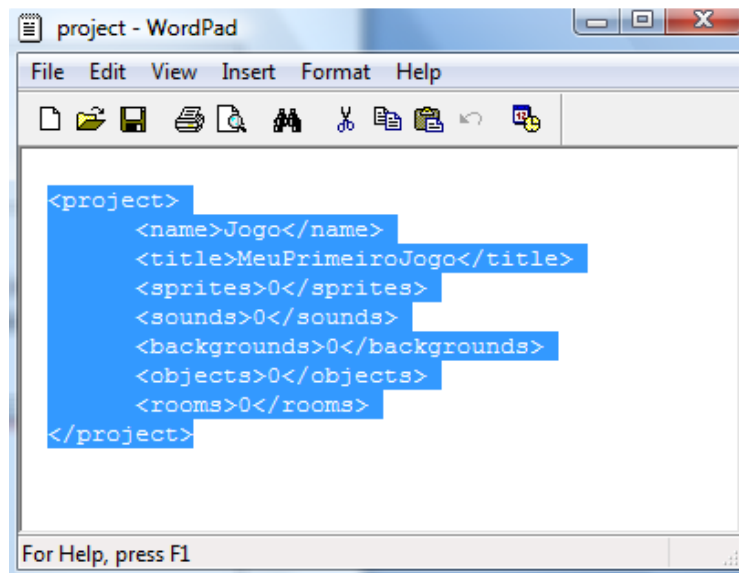 project - WordPad
File Edit View Insert Format Help
<project>
<name>Jogo</name>
<title>MeuPrimeiroJogo</title>
<sprites>0</sprites>
<sounds>0</sounds>
<backgrounds>0</backgrounds>
<objects>0</objects>
<rooms>0</rooms>
</project>
For Help, press F1